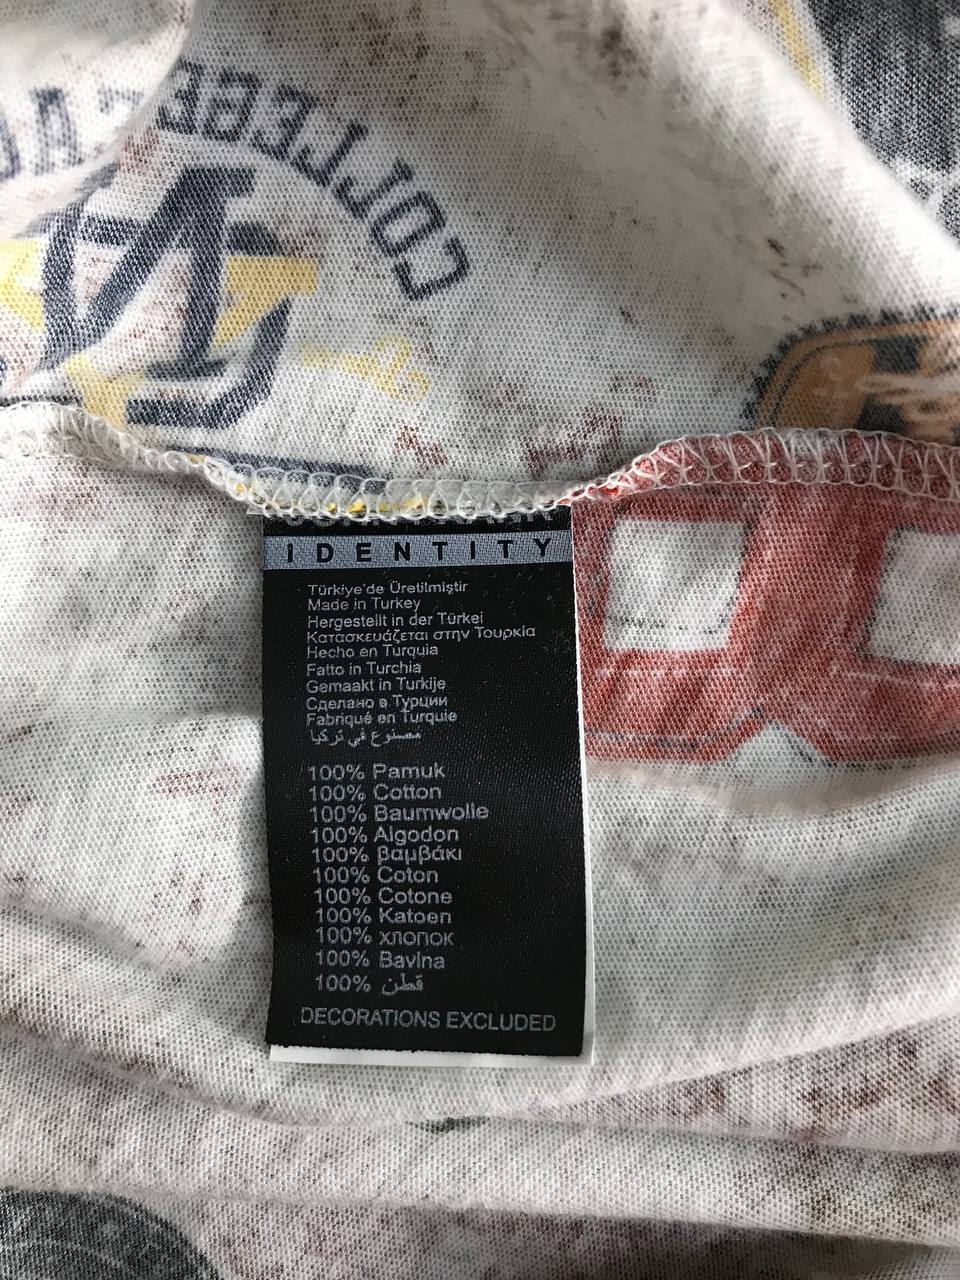 COLLEGE
IDENTITY
Türkiye'de Üretilmiştir
Made in Turkey
Hergestellt in der Türkei
Κατασκευάζεται στην Τουρκία
Hecho en Turquia
Fatto in Turchia
Gemaakt in Turkije
Сделано в Турции
Fabriqué en Turquie
مصنوع في تركيا
100% Pamuk
100% Cotton
100% Baumwolle
100% Algodon
100% βαμβάκι
100% Coton
100% Cotone
100% Katoen
100% хлопок
100% Bavlna
100% قطن
DECORATIONS EXCLUDED